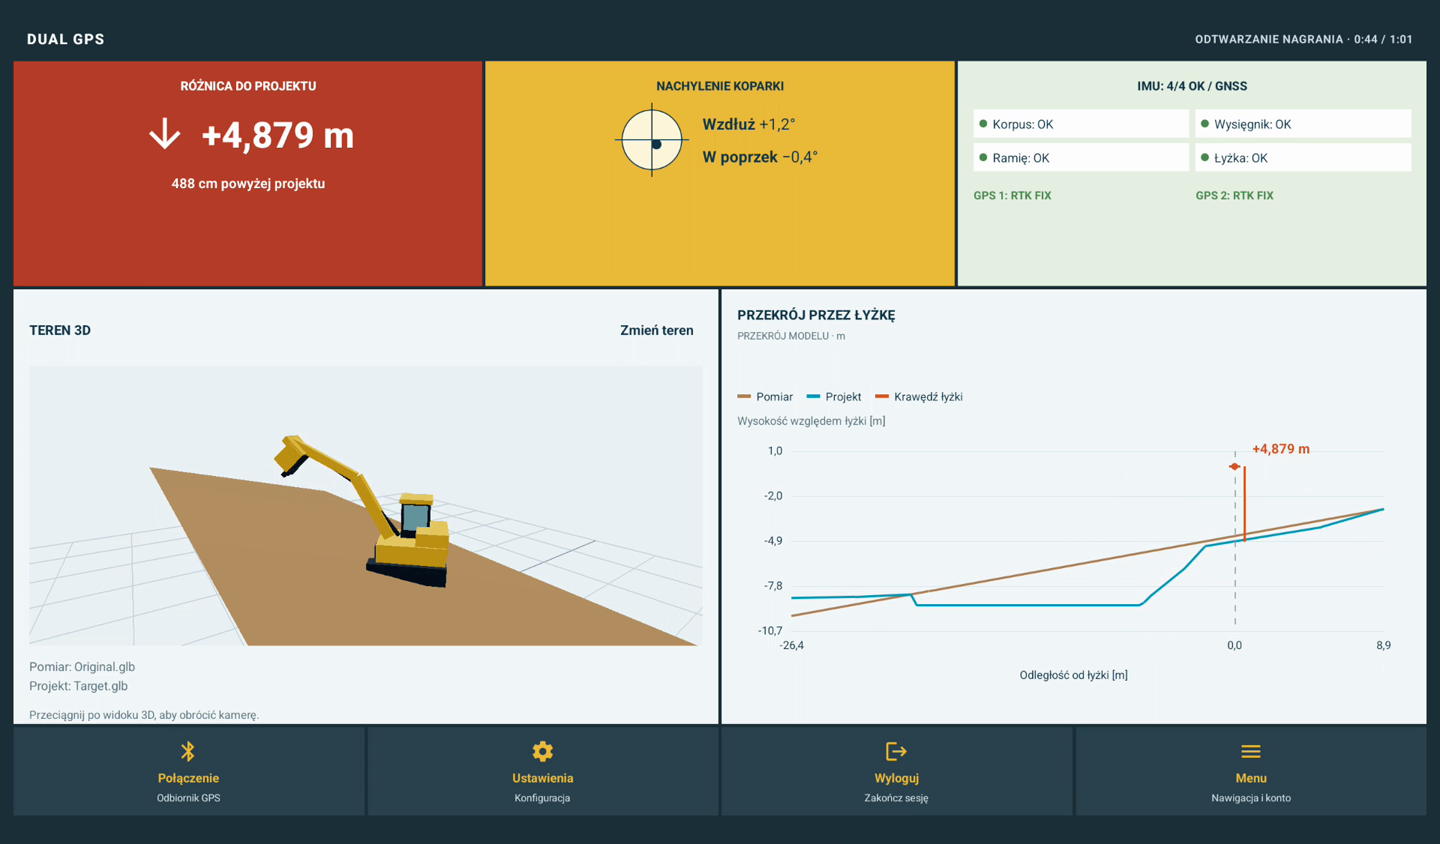 DUAL GPS
ODTWARZANIE NAGRANIA · 0:44 / 1:01
RÓŻNICA DO PROJEKTU
+4,879 m
488 cm powyżej projektu
NACHYLENIE KOPARKI
Wzdłuż +1,2°
W poprzek −0,4°
IMU: 4/4 OK / GNSS
Korpus: OK
Wysięgnik: OK
Ramię: OK
Łyżka: OK
GPS 1: RTK FIX
GPS 2: RTK FIX
TEREN 3D
Zmień teren
Pomiar: Original.glb
Projekt: Target.glb
Przeciągnij po widoku 3D, aby obrócić kamerę.
PRZEKRÓJ PRZEZ ŁYŻKĘ
PRZEKRÓJ MODELU · m
Pomiar
Projekt
Krawędź łyżki
Wysokość względem łyżki [m]
+4,879 m
1,0
-2,0
-4,9
-7,8
-10,7
-26,4
0,0
8,9
Odległość od łyżki [m]
Połączenie
Odbiornik GPS
Ustawienia
Konfiguracja
Wyloguj
Zakończ sesję
Menu
Nawigacja i konto